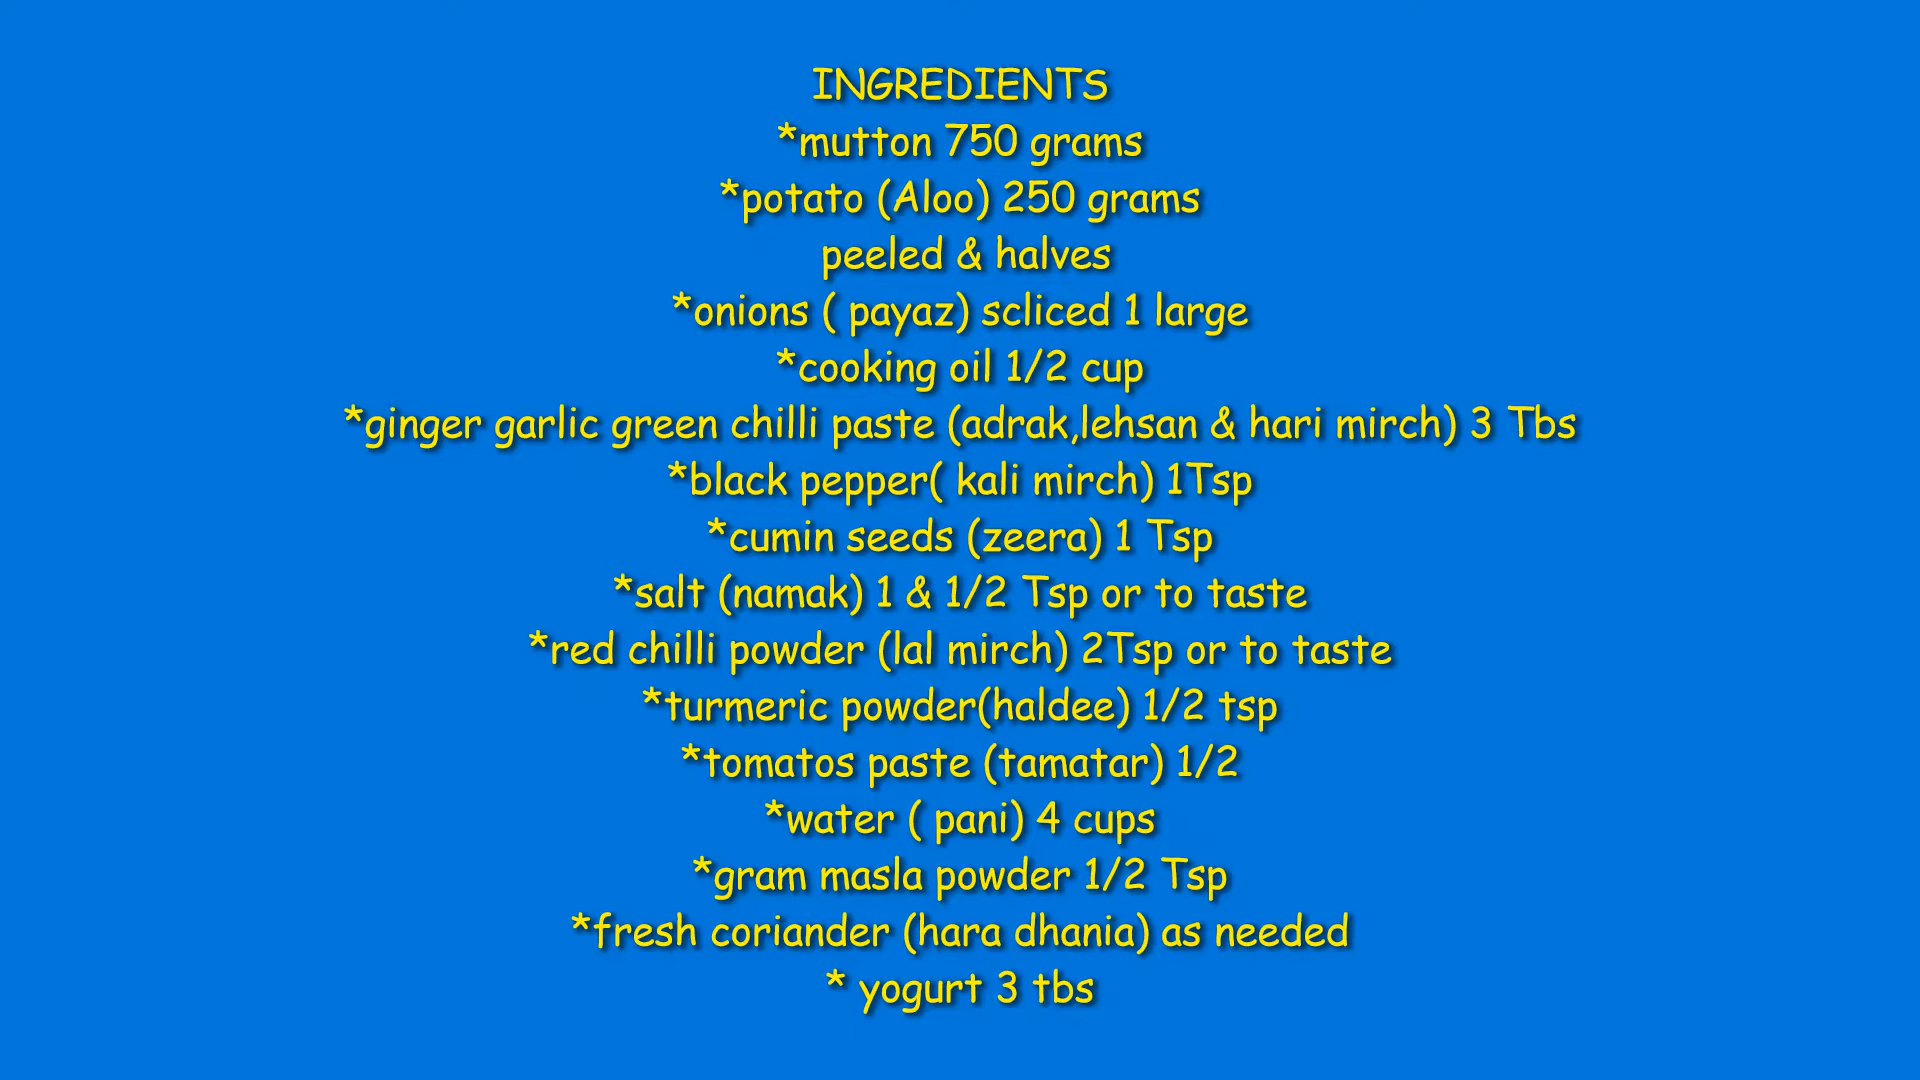 INGREDIENTS
*mutton 750 grams
*potato (Aloo) 250 grams
peeled & halves
*onions ( payaz) scliced 1 large
*cooking oil 1/2 cup
*ginger garlic green chilli paste (adrak,lehsan & hari mirch) 3 Tbs
*black pepper( kali mirch) 1Tsp
*cumin seeds (zeera) 1 Tsp
*salt (namak) 1 & 1/2 Tsp or to taste
*red chilli powder (lal mirch) 2Tsp or to taste
*turmeric powder(haldee) 1/2 tsp
*tomatos paste (tamatar) 1/2
*water ( pani) 4 cups
*gram masla powder 1/2 Tsp
*fresh coriander (hara dhania) as needed
* yogurt 3 tbs